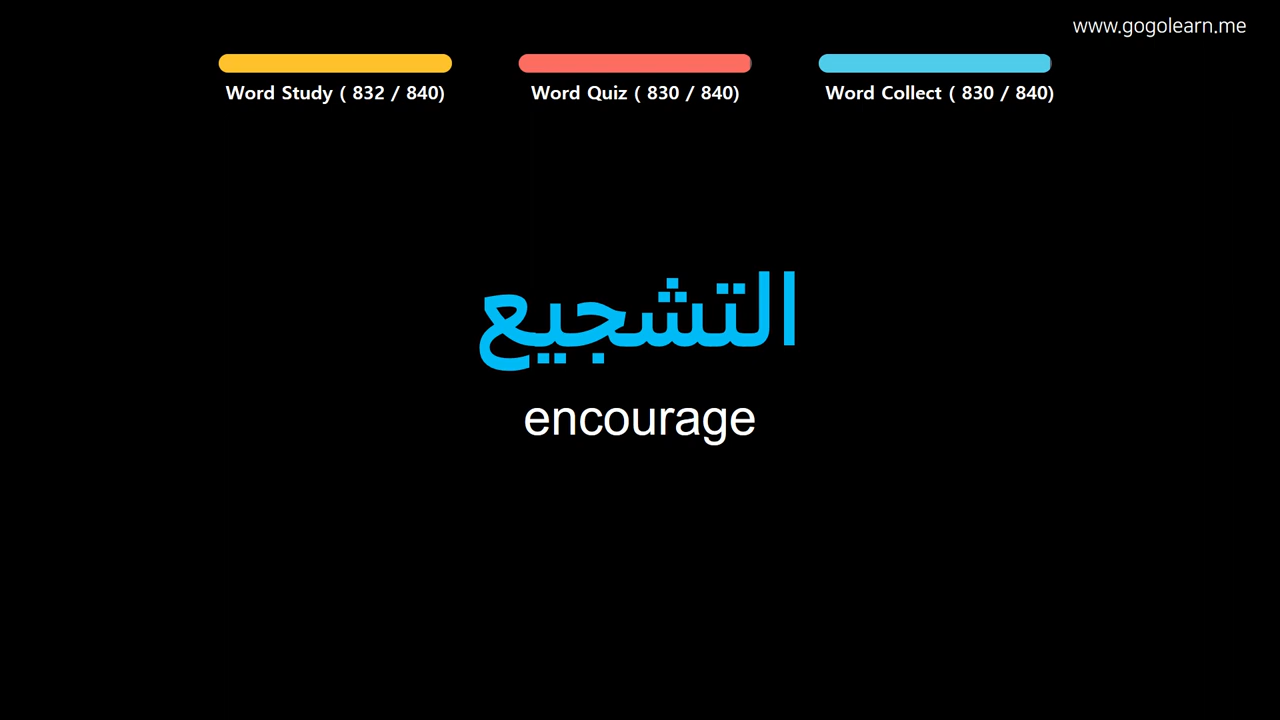 www.gogolearn.me
Word Study ( 832 / 840)
Word Quiz ( 830 / 840)
Word Collect ( 830 / 840)
التشجيع
encourage